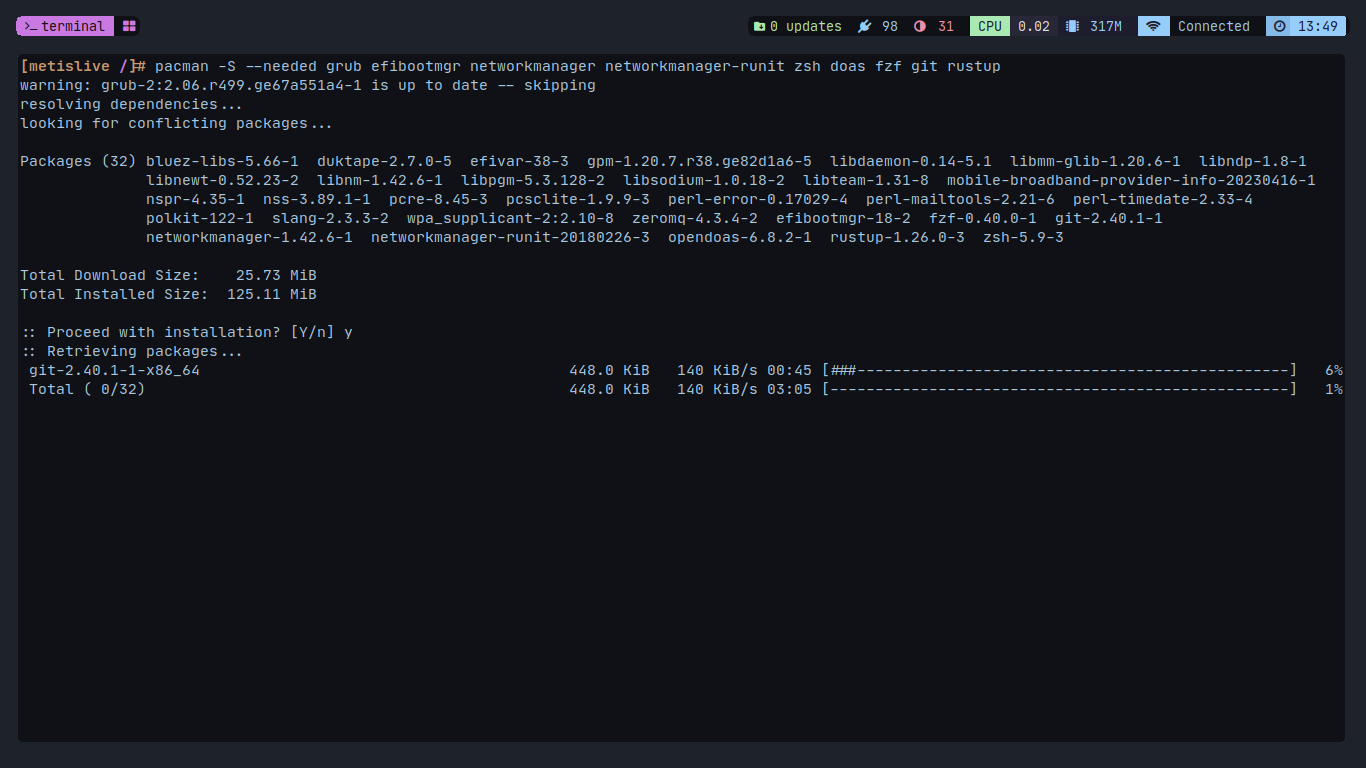 >_ terminal 0 updates 98 31 CPU 0.02 317M Connected 13:49
[metislive /]# pacman -S --needed grub efibootmgr networkmanager networkmanager-runit zsh doas fzf git rustup
warning: grub-2:2.06.r499.ge67a551a4-1 is up to date -- skipping
resolving dependencies...
looking for conflicting packages...
Packages (32) bluez-libs-5.66-1 duktape-2.7.0-5 efivar-38-3 gpm-1.20.7.r38.ge82d1a6-5 libdaemon-0.14-5.1 libmm-glib-1.20.6-1 libndp-1.8-1
libnewt-0.52.23-2 libnm-1.42.6-1 libpgm-5.3.128-2 libsodium-1.0.18-2 libteam-1.31-8 mobile-broadband-provider-info-20230416-1
nspr-4.35-1 nss-3.89.1-1 pcre-8.45-3 pcsclite-1.9.9-3 perl-error-0.17029-4 perl-mailtools-2.21-6 perl-timedate-2.33-4
polkit-122-1 slang-2.3.3-2 wpa_supplicant-2:2.10-8 zeromq-4.3.4-2 efibootmgr-18-2 fzf-0.40.0-1 git-2.40.1-1
networkmanager-1.42.6-1 networkmanager-runit-20180226-3 opendoas-6.8.2-1 rustup-1.26.0-3 zsh-5.9-3
Total Download Size: 25.73 MiB
Total Installed Size: 125.11 MiB
:: Proceed with installation? [Y/n] y
:: Retrieving packages...
git-2.40.1-1-x86_64 448.0 KiB 140 KiB/s 00:45 [###------------------------------------------------] 6%
Total ( 0/32) 448.0 KiB 140 KiB/s 03:05 [---------------------------------------------------] 1%